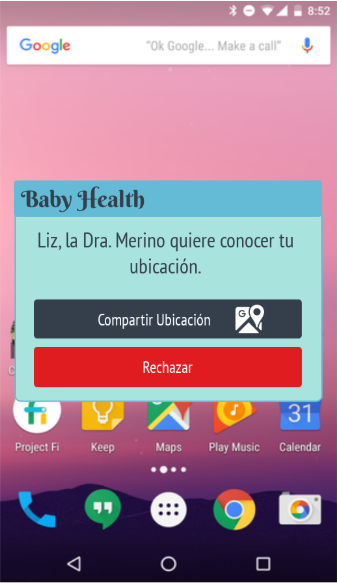 8:52
Google
"Ok Google... Make a call"
Baby Health
Liz, la Dra. Merino quiere conocer tu
ubicación.
Compartir Ubicación
G
Rechazar
Project Fi
Keep
Maps
Play Music
31
Calendar